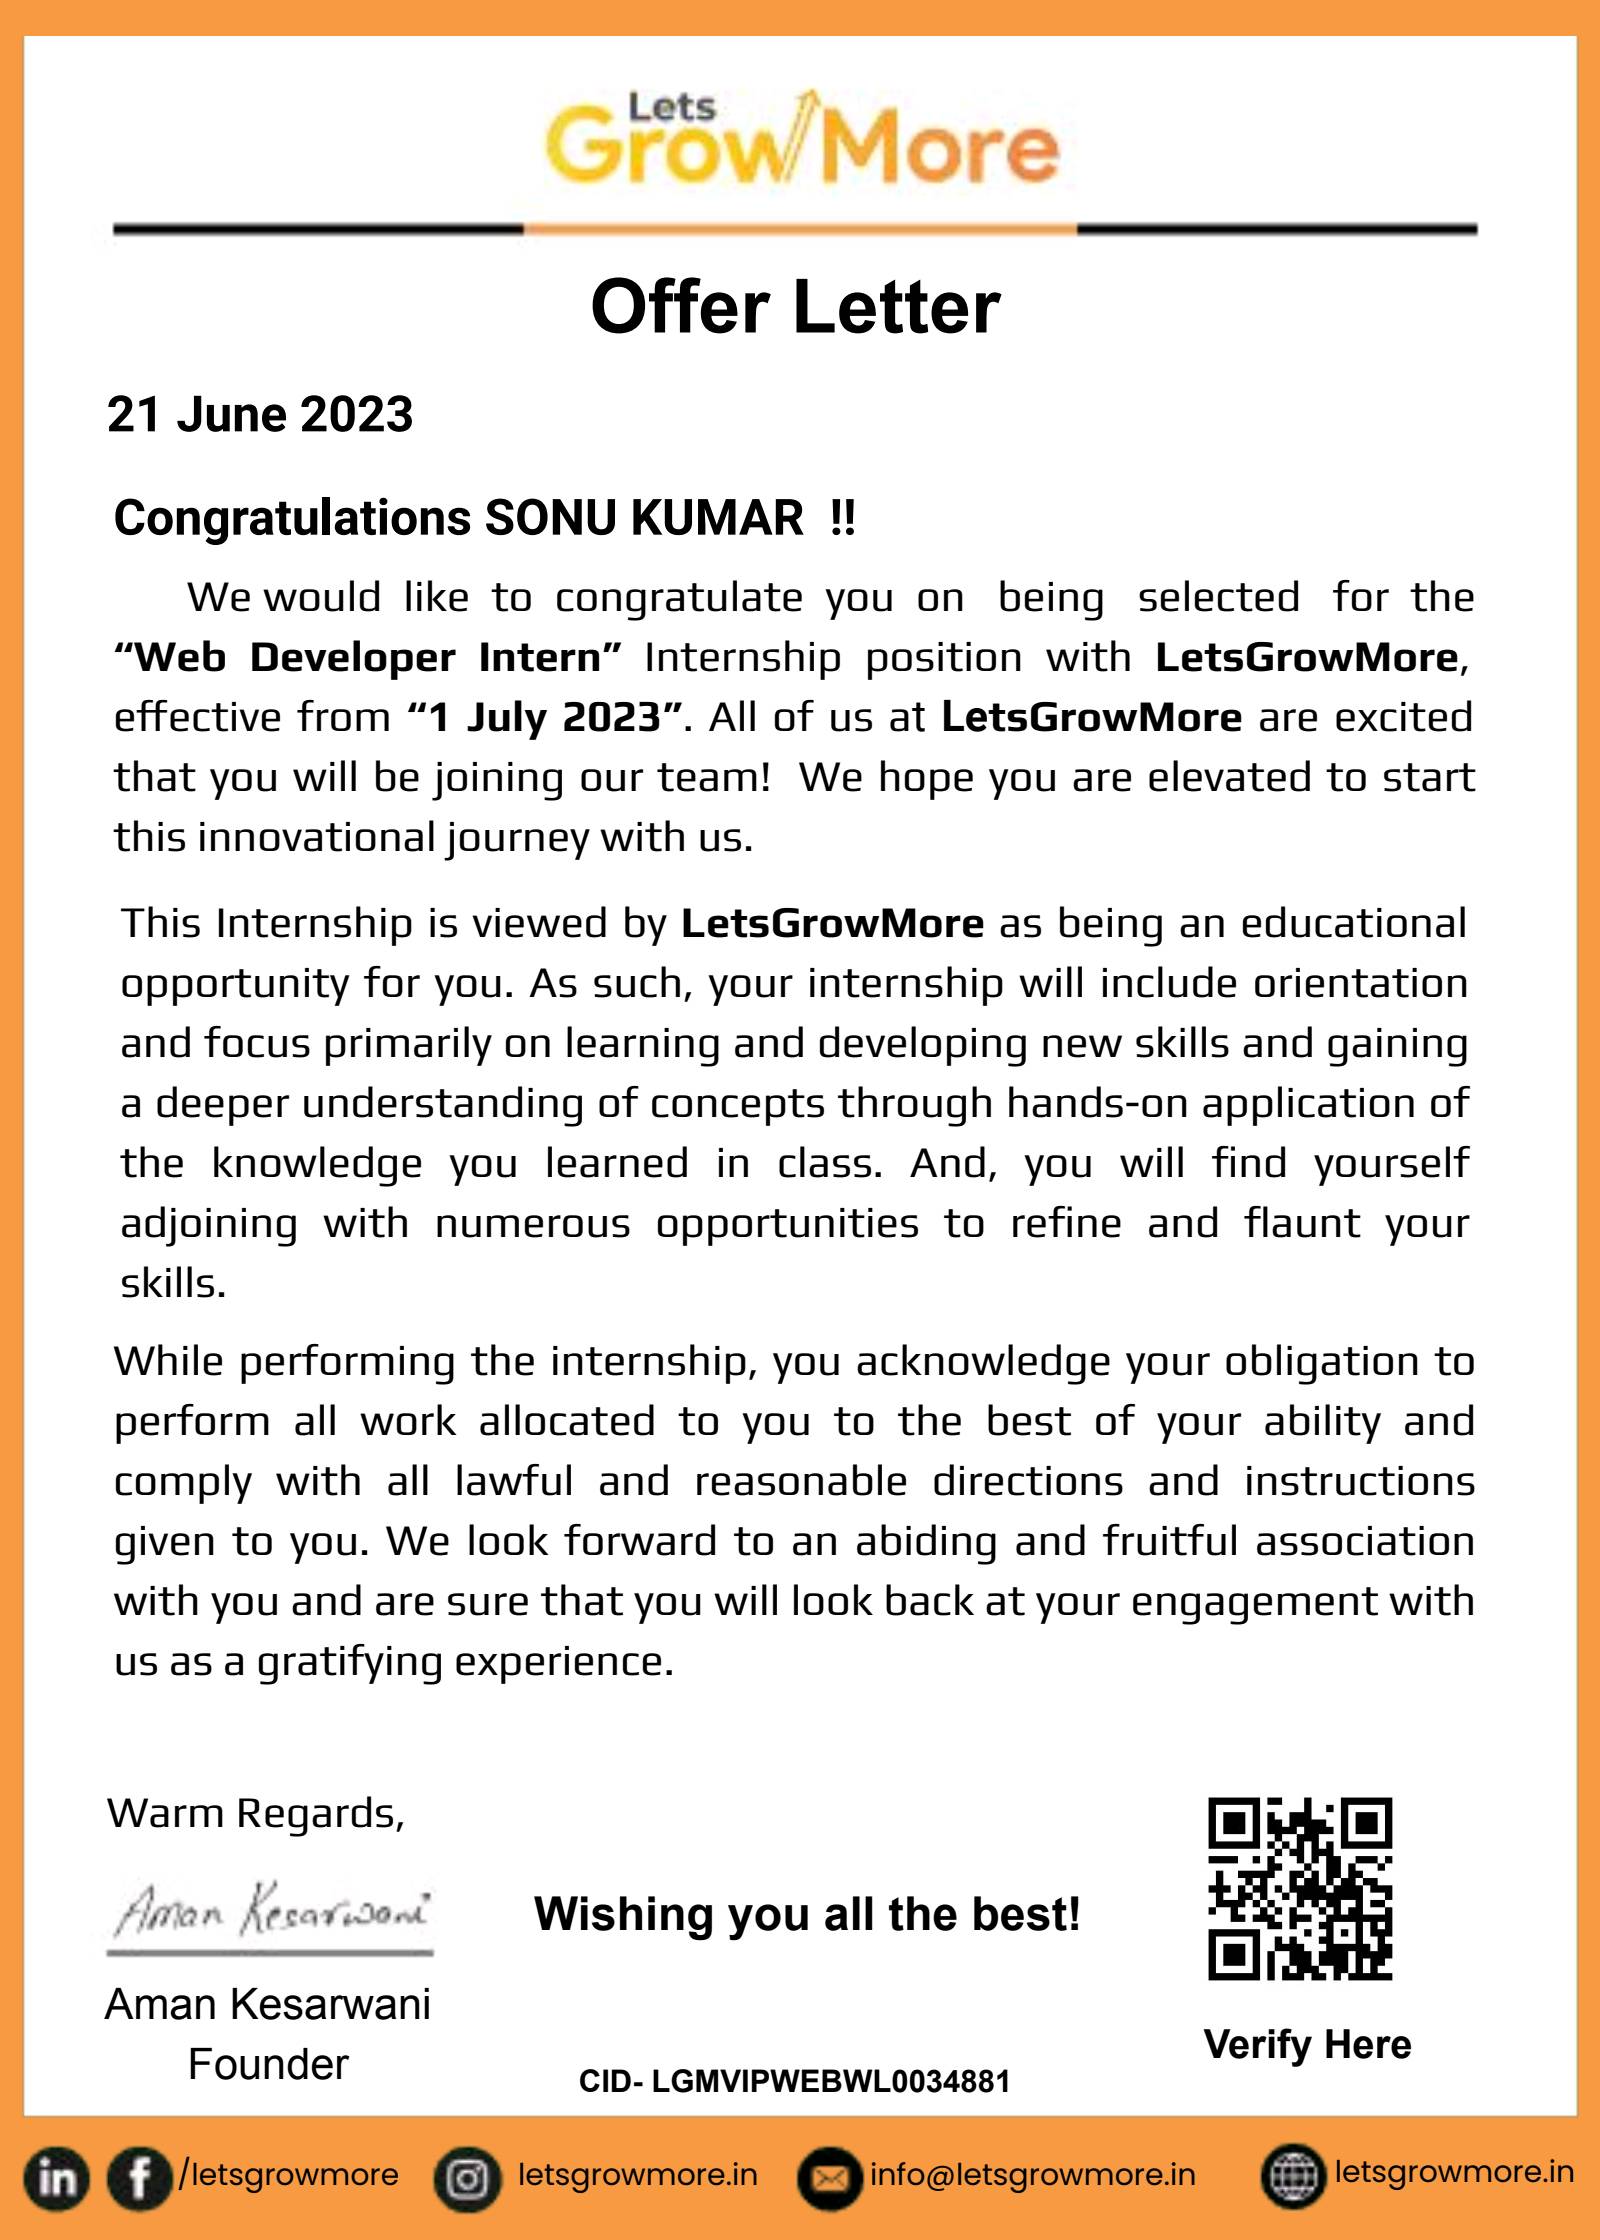 Lets
GrowMore
Offer Letter
21 June 2023
Congratulations SONU KUMAR !!
We would like to congratulate you on being selected for the
“Web Developer Intern” Internship position with LetsGrowMore,
effective from “1 July 2023”. All of us at LetsGrowMore are excited
that you will be joining our team! We hope you are elevated to start
this innovational journey with us.
This Internship is viewed by LetsGrowMore as being an educational
opportunity for you. As such, your internship will include orientation
and focus primarily on learning and developing new skills and gaining
a deeper understanding of concepts through hands-on application of
the knowledge you learned in class. And, you will find yourself
adjoining with numerous opportunities to refine and flaunt your
skills.
While performing the internship, you acknowledge your obligation to
perform all work allocated to you to the best of your ability and
comply with all lawful and reasonable directions and instructions
given to you. We look forward to an abiding and fruitful association
with you and are sure that you will look back at your engagement with
us as a gratifying experience.
Warm Regards,
Aman Kesarwani
Aman Kesarwani
Founder
Wishing you all the best!
Verify Here
CID- LGMVIPWEBWL0034881
/letsgrowmore
letsgrowmore.in
info@letsgrowmore.in
letsgrowmore.in